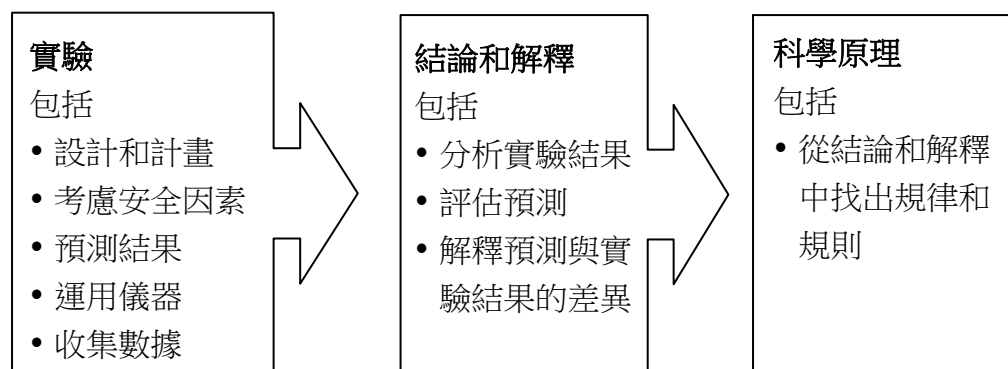 實驗
包括
• 設計和計畫
• 考慮安全因素
• 預測結果
• 運用儀器
• 收集數據
結論和解釋
包括
• 分析實驗結果
• 評估預測
• 解釋預測與實
驗結果的差異
科學原理
包括
• 從結論和解釋
中找出規律和
規則